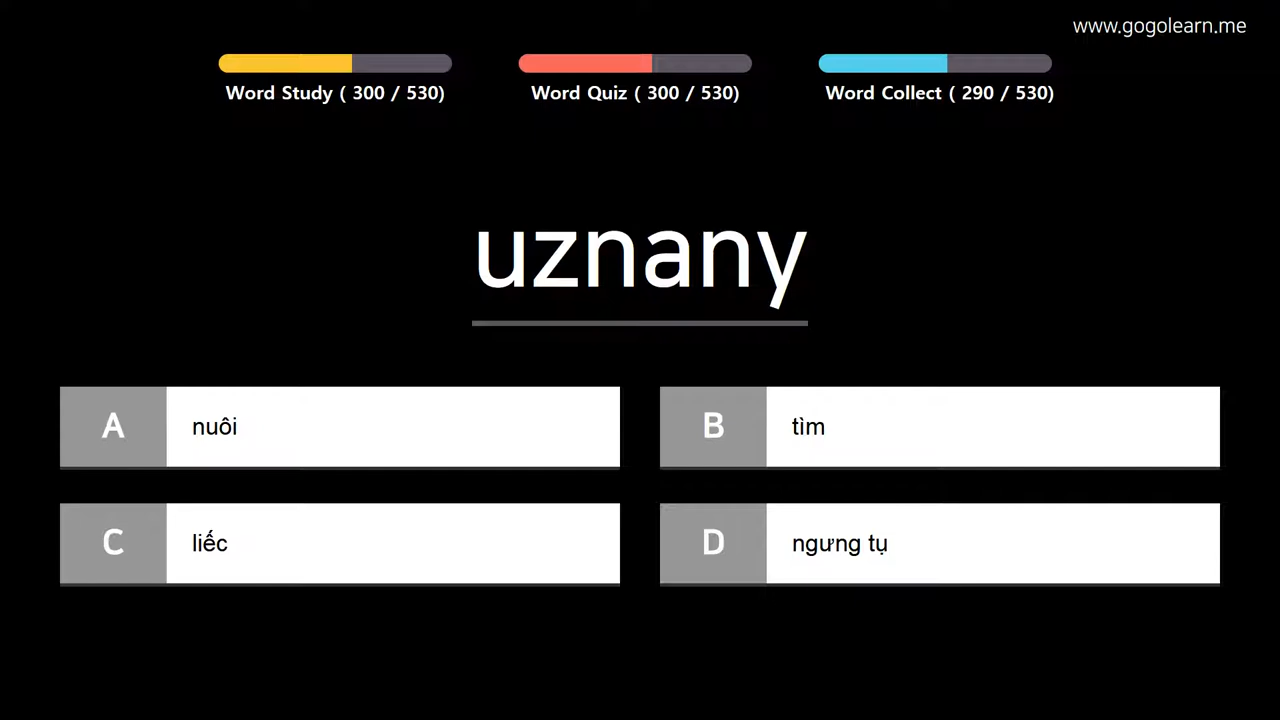 www.gogolearn.me
Word Study ( 300 / 530)
Word Quiz ( 300 / 530)
Word Collect ( 290 / 530)
uznany
A nuôi
B tìm
C liếc
D ngưng tụ